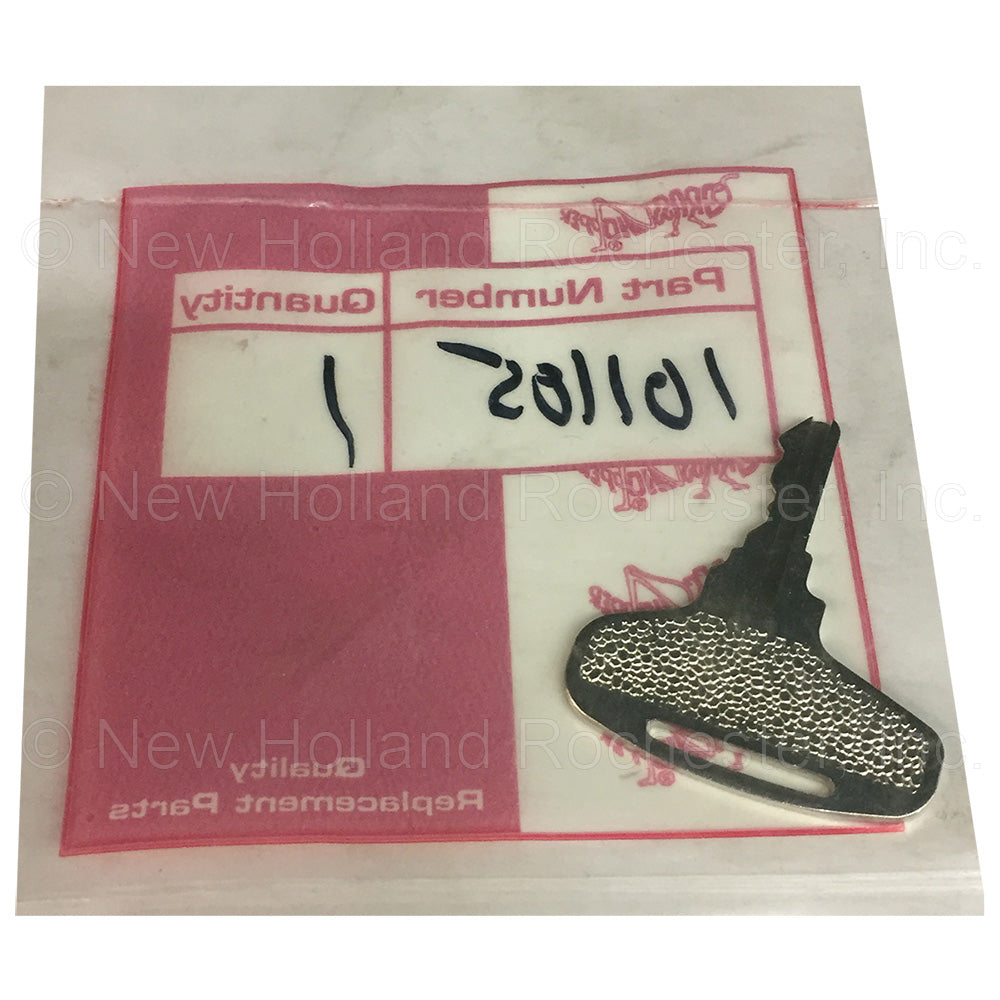 © New Holland Rochester, Inc.
Part Number Quantity
101105 1
© New Holland Rochester, Inc.
© New Holland Rochester, Inc.
Quality
Replacement Parts